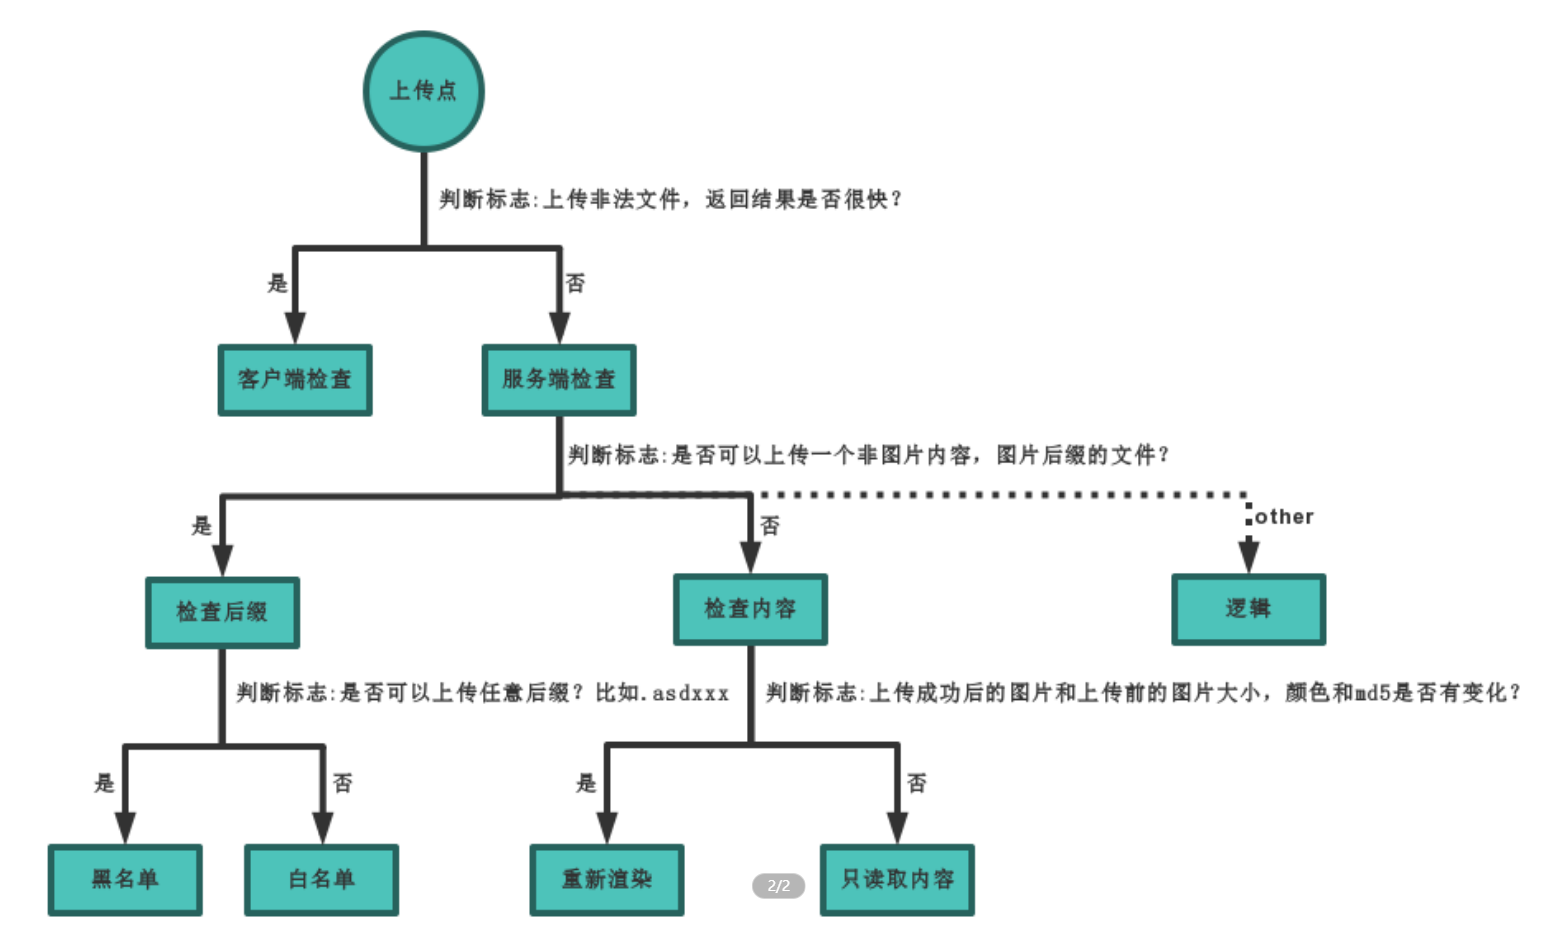 上传点
判断标志:上传非法文件，返回结果是否很快？
是
否
客户端检查
服务端检查
判断标志:是否可以上传一个非图片内容，图片后缀的文件？
是
否
other
检查后缀
检查内容
逻辑
判断标志:是否可以上传任意后缀？比如.asdxxx
判断标志:上传成功后的图片和上传前的图片大小，颜色和md5是否有变化？
是
否
是
否
黑名单
白名单
重新渲染
只读取内容
2/2